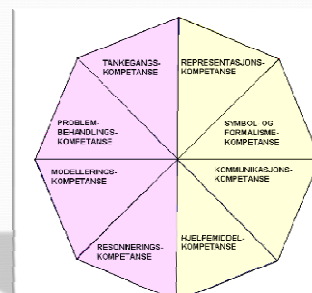 TANKEGANGS-
KOMPETANSE
REPRESENTASJONS-
KOMPETANSE
PROBLEM-
BEHANDLINGS-
KOMPETANSE
SYMBOL OG
FORMALISME-
KOMPETANSE
MODELLERINGS-
KOMPETANSE
KOMMUNIKASJONS-
KOMPETANSE
RESONNERINGS-
KOMPETANSE
HJELPEMIDDEL-
KOMPETANSE